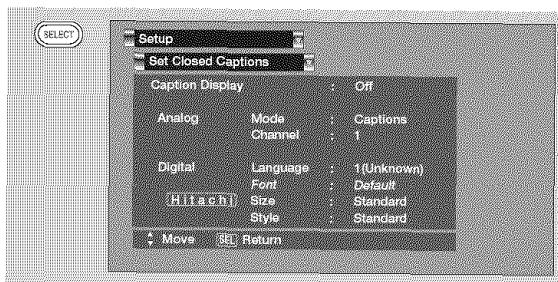 SELECT
Setup
Set Closed Captions
Caption Display : Off
Analog Mode : Captions
Channel : 1
Digital Language : 1(Unknown)
Font : Default
Hitachi Size : Standard
Style : Standard
Move SEL Return